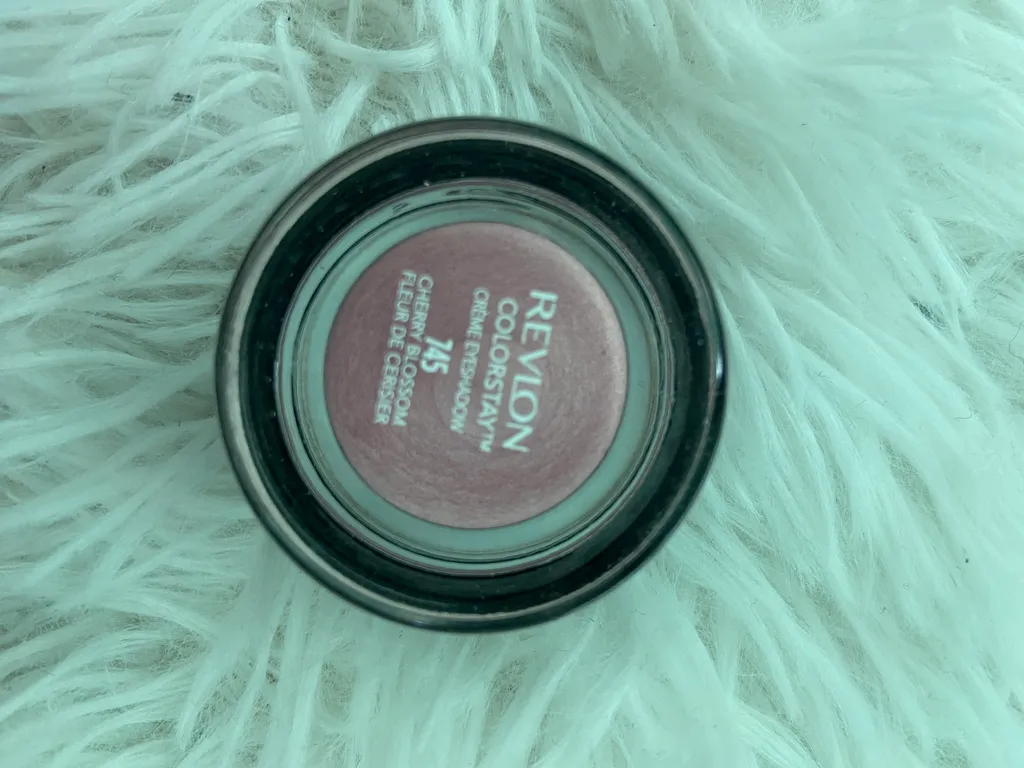 REVLON
COLORSTAY™
CRÈME EYESHADOW
745
CHERRY BLOSSOM
FLEUR DE CERISIER